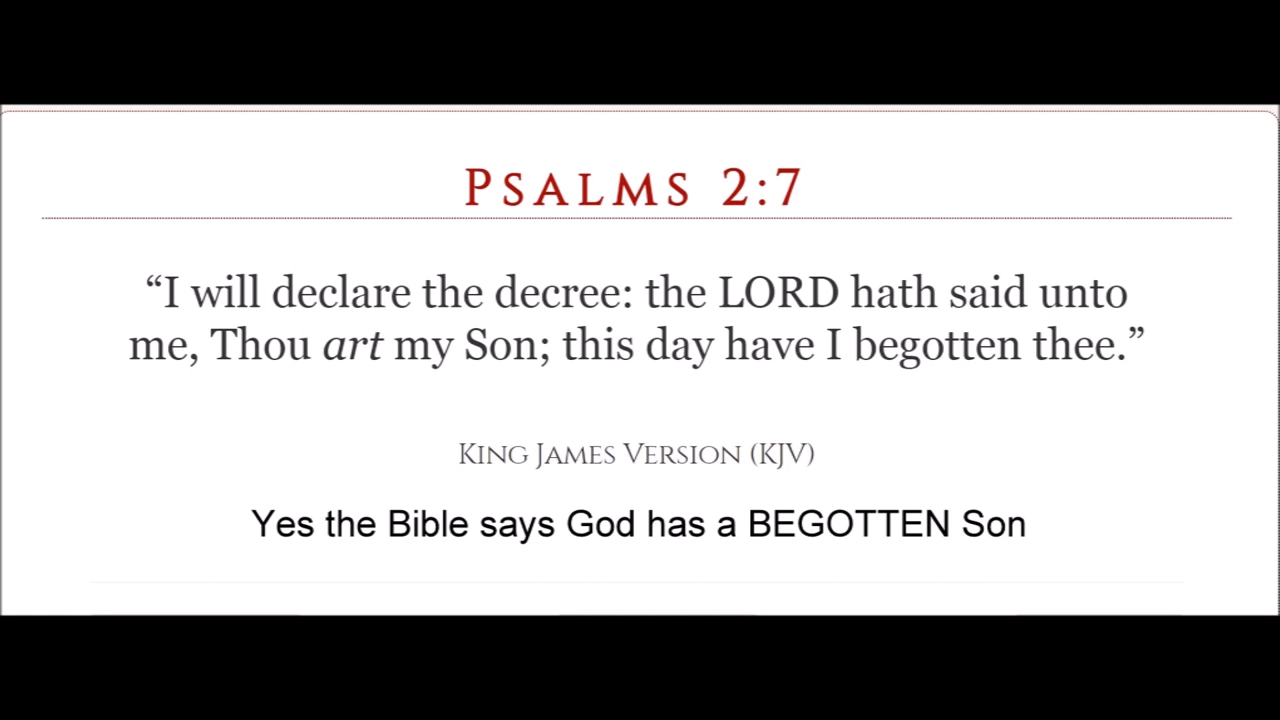 PSALMS 2:7
“I will declare the decree: the LORD hath said unto
me, Thou art my Son; this day have I begotten thee.”
KING JAMES VERSION (KJV)
Yes the Bible says God has a BEGOTTEN Son